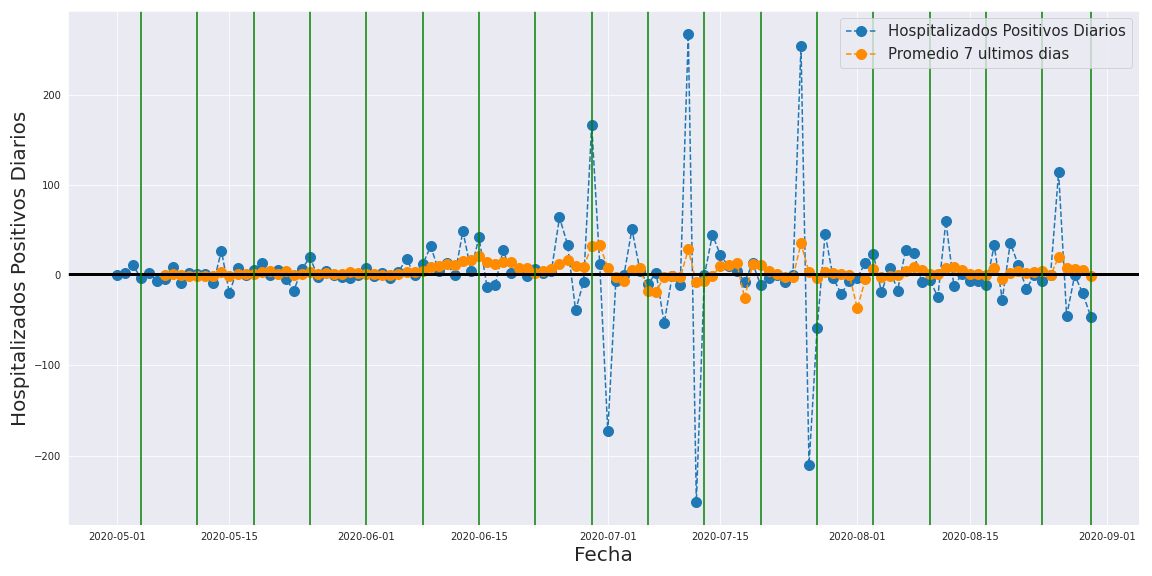 Hospitalizados Positivos Diarios
Promedio 7 ultimos dias
Hospitalizados Positivos Diarios
200
100
0
−100
−200
2020-05-01 2020-05-15 2020-06-01 2020-06-15 2020-07-01 2020-07-15 2020-08-01 2020-08-15 2020-09-01
Fecha